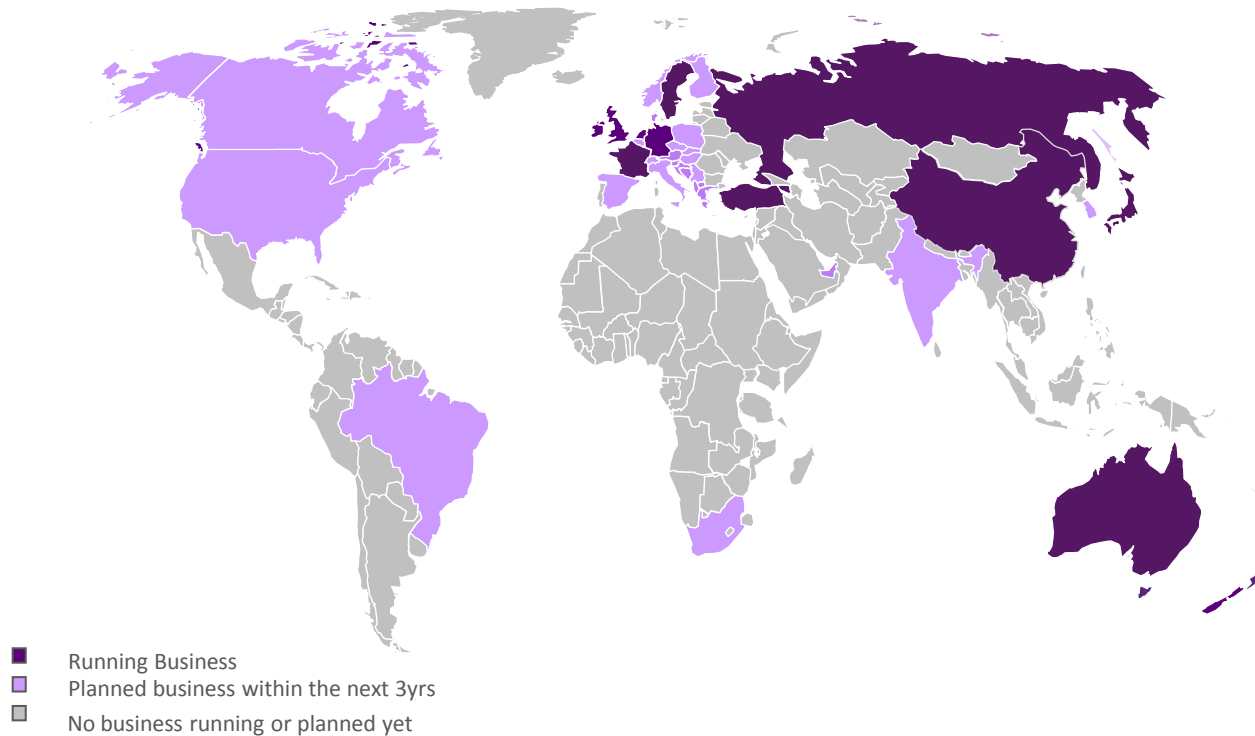 Running Business
Planned business within the next 3yrs
No business running or planned yet